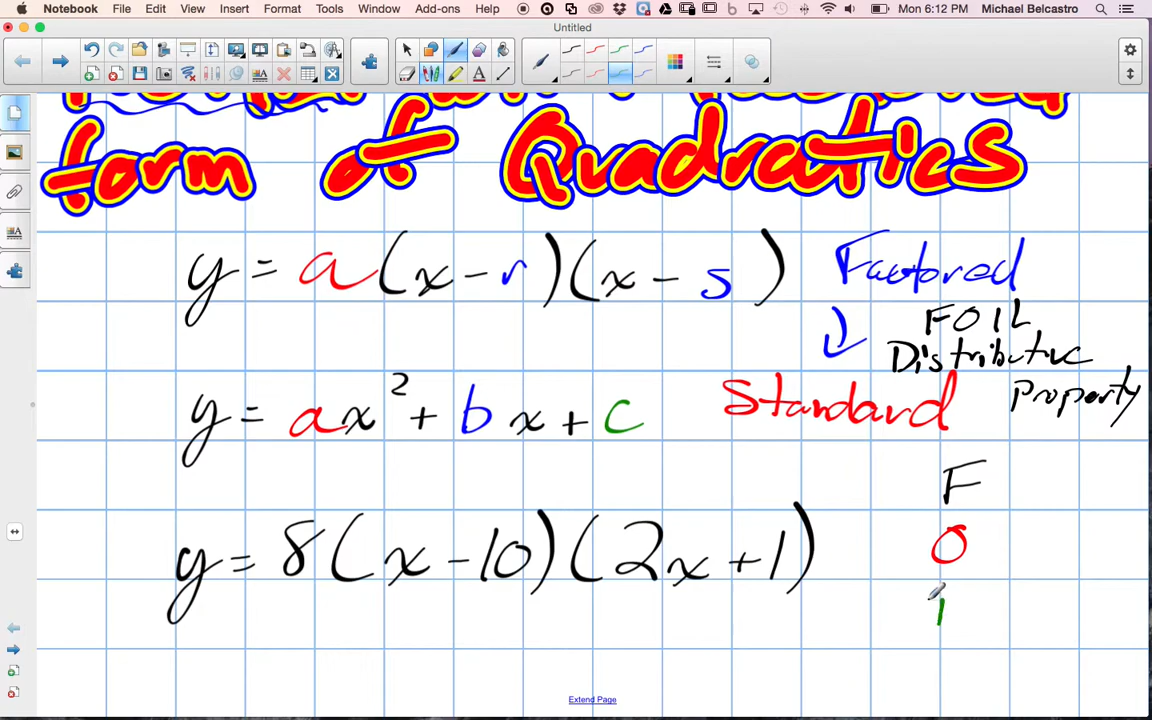 Notebook File Edit View Insert Format Tools Window Add-ons Help Mon 6:12 PM Michael Belcastro
Untitled
form of Quadratics
y = a(x - r)(x - s) Factored
FOIL
Distributive
Property
y = ax² + bx + c Standard
F
y = 8(x - 10)(2x + 1) O
I
Extend Page